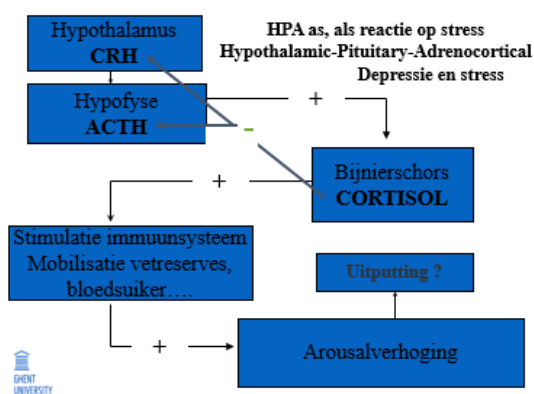 Hypothalamus
CRH
HPA as, als reactie op stress
Hypothalamic-Pituitary-Adrenocortical
Depressie en stress
Hypofyse
ACTH
+
-
Bijnierschors
CORTISOL
+
Stimulatie immuunsysteem
Mobilisatie vetreserves,
bloedsuiker....
Uitputting ?
+
Arousalverhoging
GHENT
UNIVERSITY